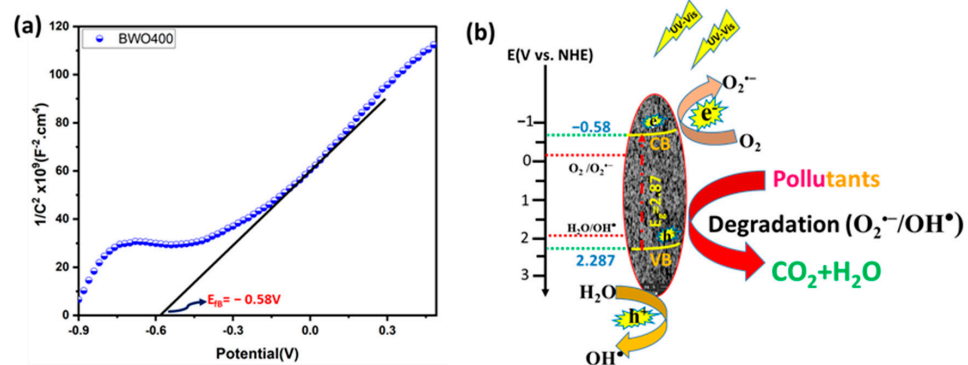 (a)
BWO400
1/C² x10⁹(F⁻².cm⁴)
120
100
80
60
40
20
0
-0.9
-0.6
-0.3
0.0
0.3
E_fB= − 0.58V
Potential(V)
(b)
UV-Vis
UV-Vis
E(V vs. NHE)
−1
0
1
2
3
−0.58
O₂ /O₂•−
H₂O/OH•
2.287
e
CB
E_g=2.87
h
VB
O₂•−
e⁻
O₂
Pollutants
Degradation (O₂•−/OH•)
CO₂+H₂O
H₂O
h⁺
OH•